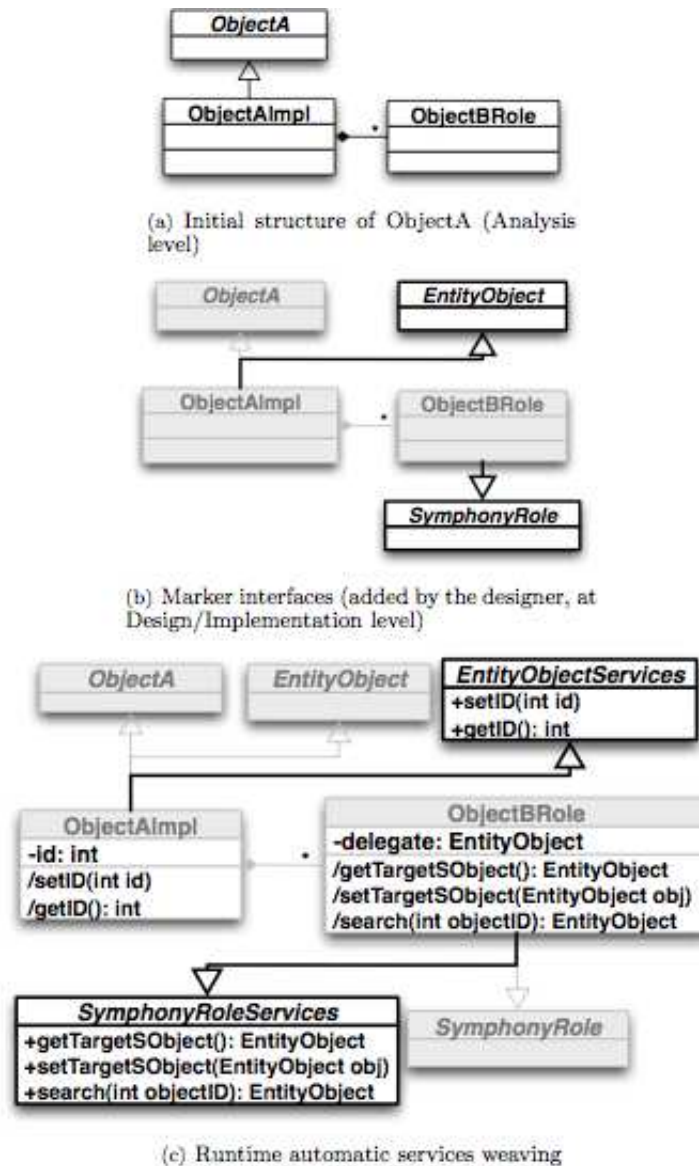 ObjectA
ObjectAImpl
ObjectBRole
*
(a) Initial structure of ObjectA (Analysis
level)
ObjectA
EntityObject
ObjectAImpl
ObjectBRole
*
SymphonyRole
(b) Marker interfaces (added by the designer, at
Design/Implementation level)
ObjectA
EntityObject
EntityObjectServices
+setID(int id)
+getID(): int
ObjectAImpl
-id: int
/setID(int id)
/getID(): int
*
ObjectBRole
-delegate: EntityObject
/getTargetSObject(): EntityObject
/setTargetSObject(EntityObject obj)
/search(int objectID): EntityObject
SymphonyRoleServices
+getTargetSObject(): EntityObject
+setTargetSObject(EntityObject obj)
+search(int objectID): EntityObject
SymphonyRole
(c) Runtime automatic services weaving